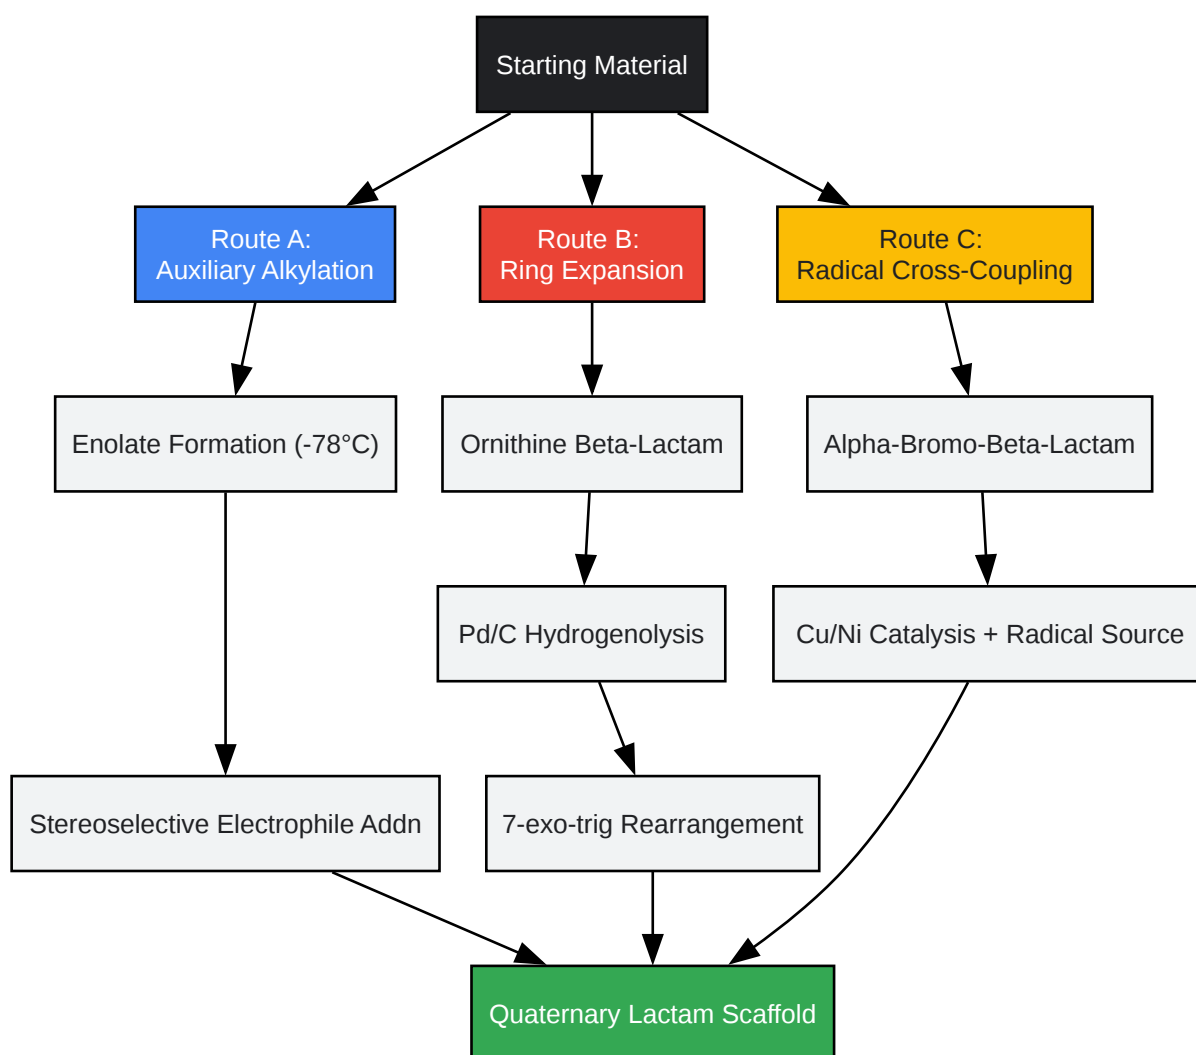 Starting Material
Route A:
Auxiliary Alkylation
Route B:
Ring Expansion
Route C:
Radical Cross-Coupling
Enolate Formation (-78°C)
Ornithine Beta-Lactam
Alpha-Bromo-Beta-Lactam
Pd/C Hydrogenolysis
Cu/Ni Catalysis + Radical Source
Stereoselective Electrophile Addn
7-exo-trig Rearrangement
Quaternary Lactam Scaffold